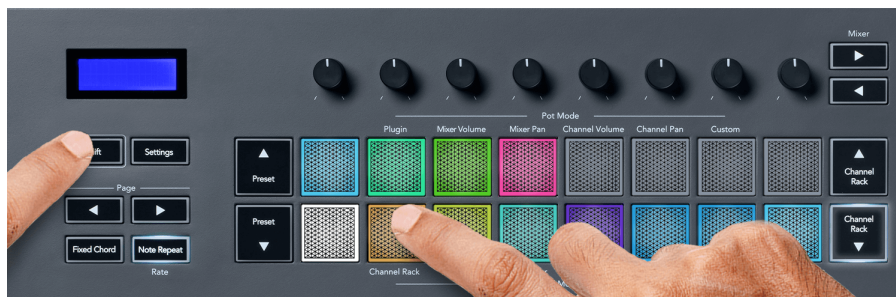 Mixer
Pot Mode
Plugin
Mixer Volume
Mixer Pan
Channel Volume
Channel Pan
Custom
Settings
Preset
Channel
Rack
Page
Preset
Channel
Rack
Fixed Chord
Note Repeat
Rate
Channel Rack